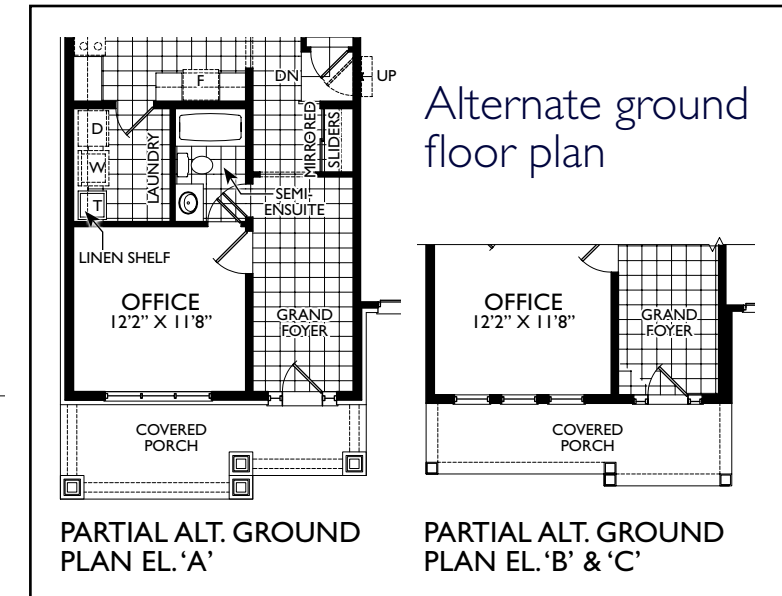 Alternate ground
floor plan
F
DN
UP
D
W
T
LAUNDRY
MIRRORED
SLIDERS
SEMI-
ENSUITE
LINEN SHELF
OFFICE
12'2" X 11'8"
GRAND
FOYER
COVERED
PORCH
PARTIAL ALT. GROUND
PLAN EL. ‘A’
OFFICE
12'2" X 11'8"
GRAND
FOYER
COVERED
PORCH
PARTIAL ALT. GROUND
PLAN EL. ‘B’ & ‘C’